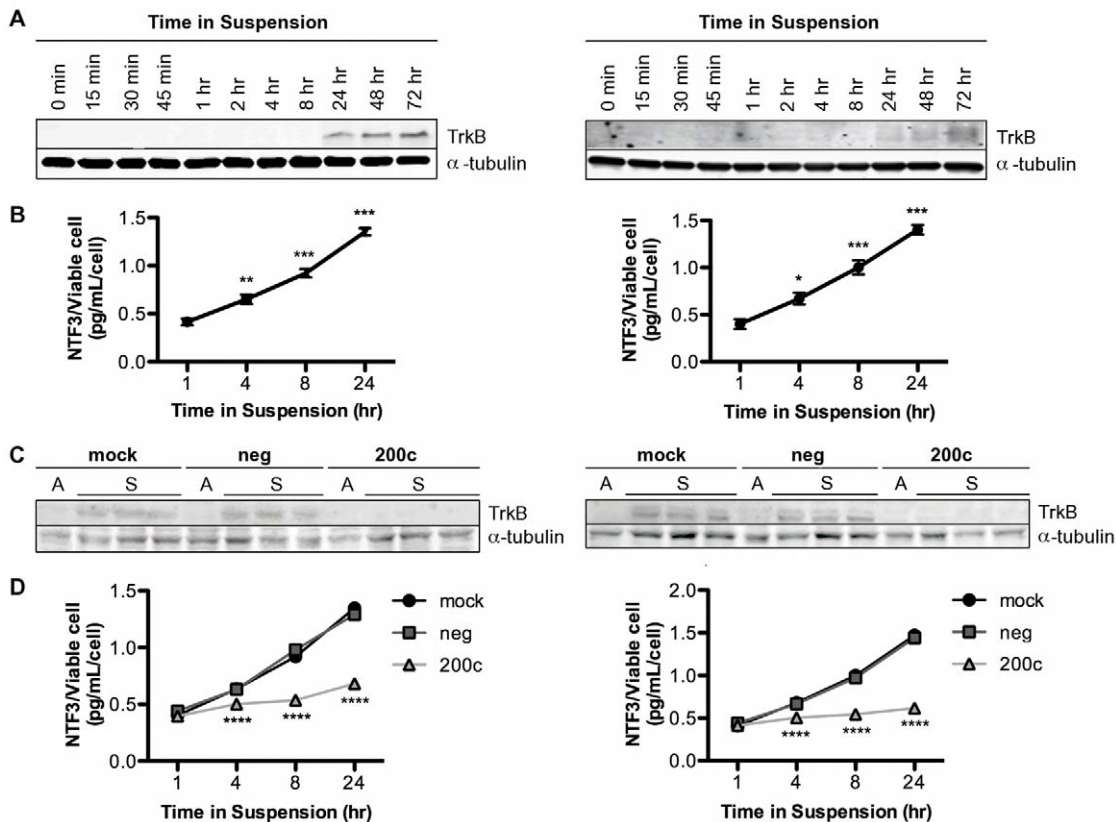 A
Time in Suspension
0 min 15 min 30 min 45 min 1 hr 2 hr 4 hr 8 hr 24 hr 48 hr 72 hr
TrkB
α-tubulin
Time in Suspension
0 min 15 min 30 min 45 min 1 hr 2 hr 4 hr 8 hr 24 hr 48 hr 72 hr
TrkB
α-tubulin
B
NTF3/Viable cell
(pg/mL/cell)
1.5
1.0
0.5
0.0
** *** ***
1 4 8 24
Time in Suspension (hr)
NTF3/Viable cell
(pg/mL/cell)
1.5
1.0
0.5
0.0
* *** ***
1 4 8 24
Time in Suspension (hr)
C
mock neg 200c
A S A S A S
TrkB
α-tubulin
mock neg 200c
A S A S A S
TrkB
α-tubulin
D
NTF3/Viable cell
(pg/mL/cell)
1.5
1.0
0.5
0.0
**** **** ****
1 4 8 24
Time in Suspension (hr)
mock
neg
200c
NTF3/Viable cell
(pg/mL/cell)
2.0
1.5
1.0
0.5
0.0
**** **** ****
1 4 8 24
Time in Suspension (hr)
mock
neg
200c